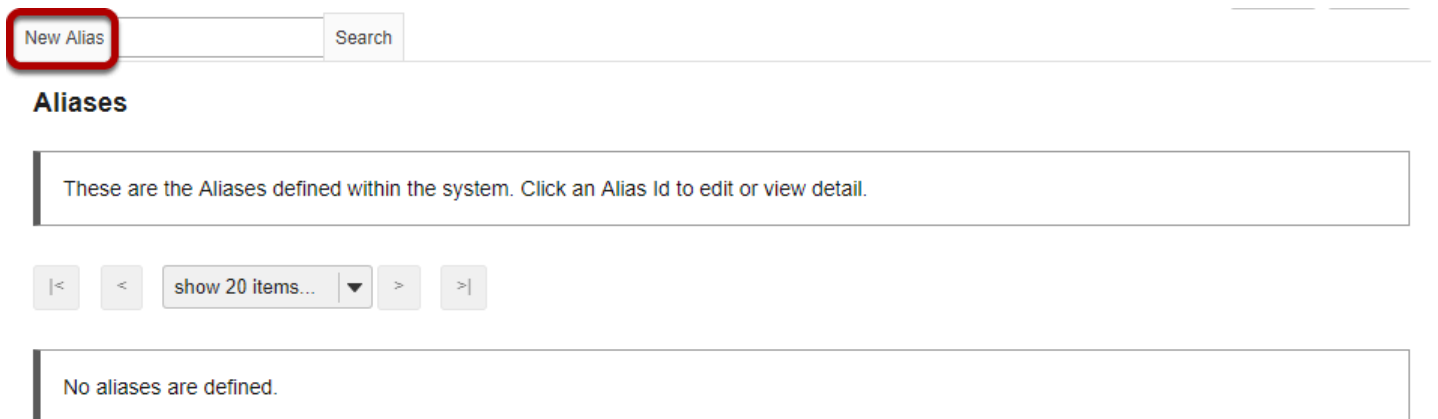 New Alias Search
Aliases
These are the Aliases defined within the system. Click an Alias Id to edit or view detail.
|< < show 20 items... > >|
No aliases are defined.